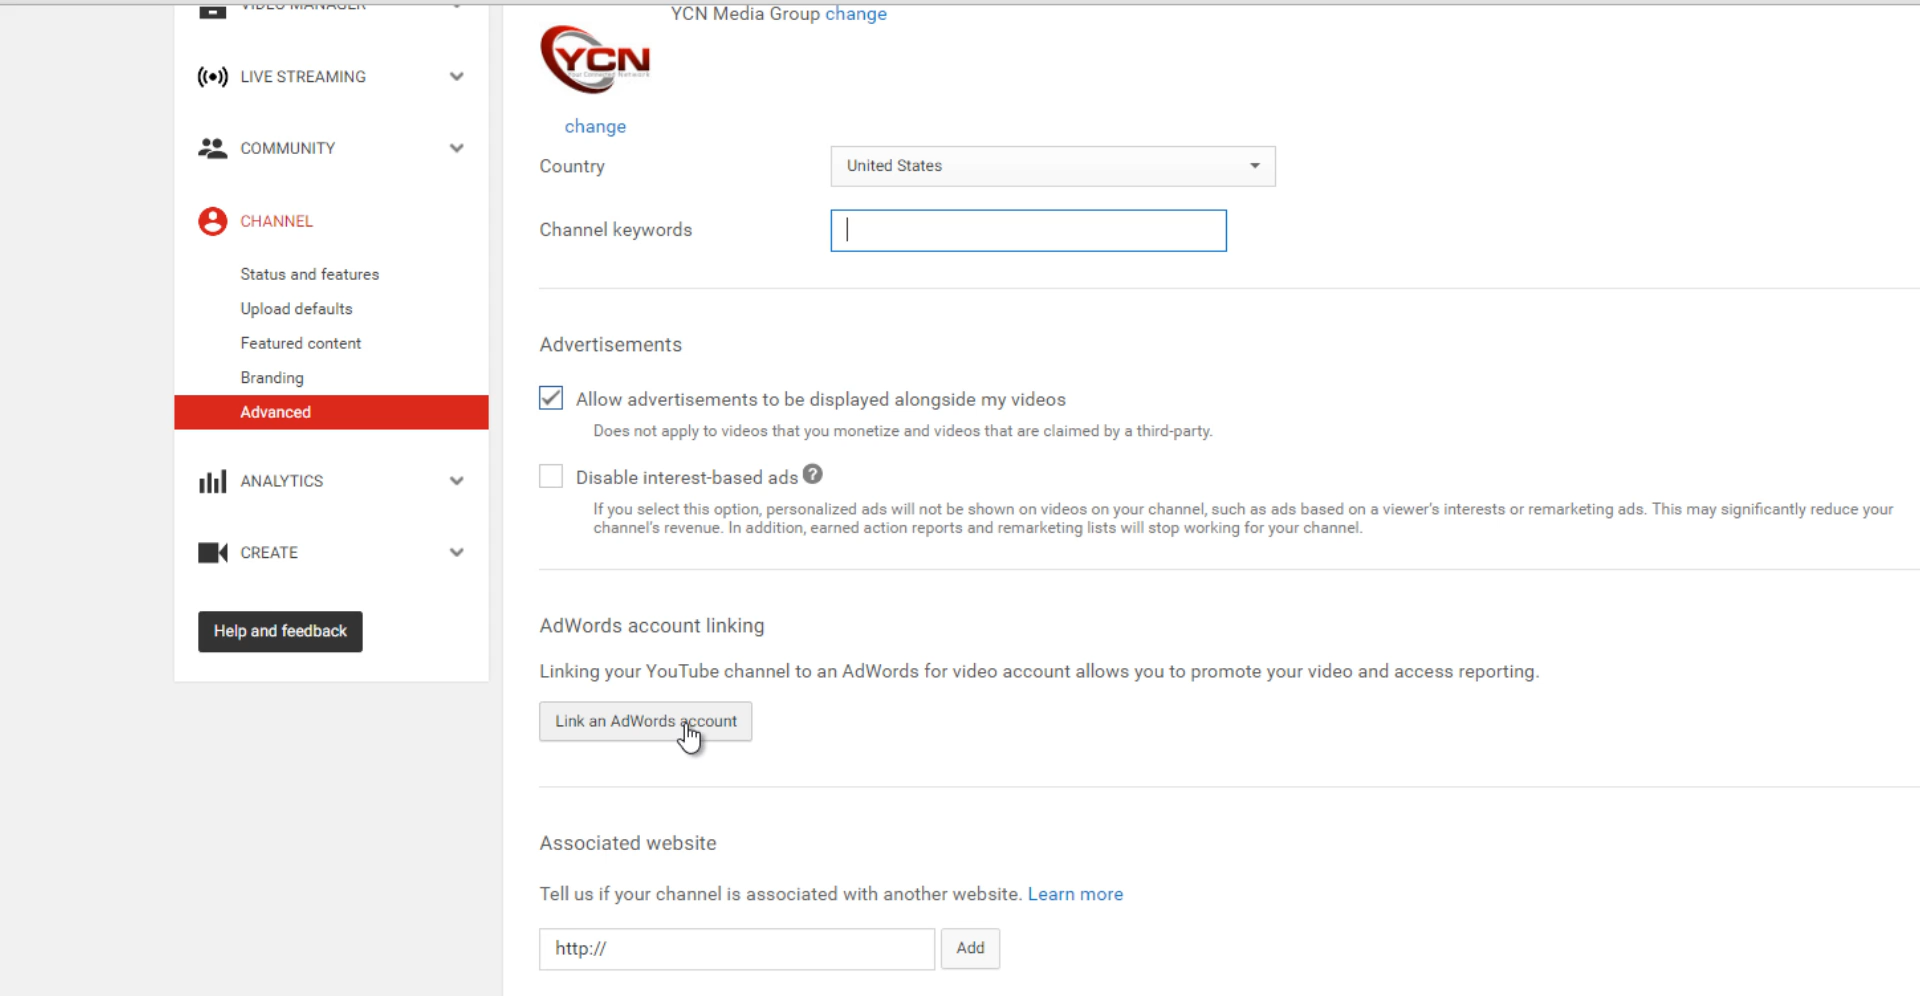 VIDEO MANAGER
YCN Media Group change
YCN
Your Connected Network
change
LIVE STREAMING
COMMUNITY
CHANNEL
Status and features
Upload defaults
Featured content
Branding
Advanced
ANALYTICS
CREATE
Help and feedback
Country
United States
Channel keywords
Advertisements
Allow advertisements to be displayed alongside my videos
Does not apply to videos that you monetize and videos that are claimed by a third-party.
Disable interest-based ads ?
If you select this option, personalized ads will not be shown on videos on your channel, such as ads based on a viewer's interests or remarketing ads. This may significantly reduce your
channel's revenue. In addition, earned action reports and remarketing lists will stop working for your channel.
AdWords account linking
Linking your YouTube channel to an AdWords for video account allows you to promote your video and access reporting.
Link an AdWords account
Associated website
Tell us if your channel is associated with another website. Learn more
http://
Add